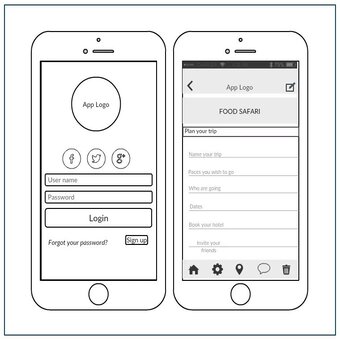 App Logo
User name
Password
Login
Forgot your password?
Sign up
App Logo
FOOD SAFARI
Plan your trip
Name your trip
Paces you wish to go
Who are going
Dates
Book your hotel
Invite your
friends